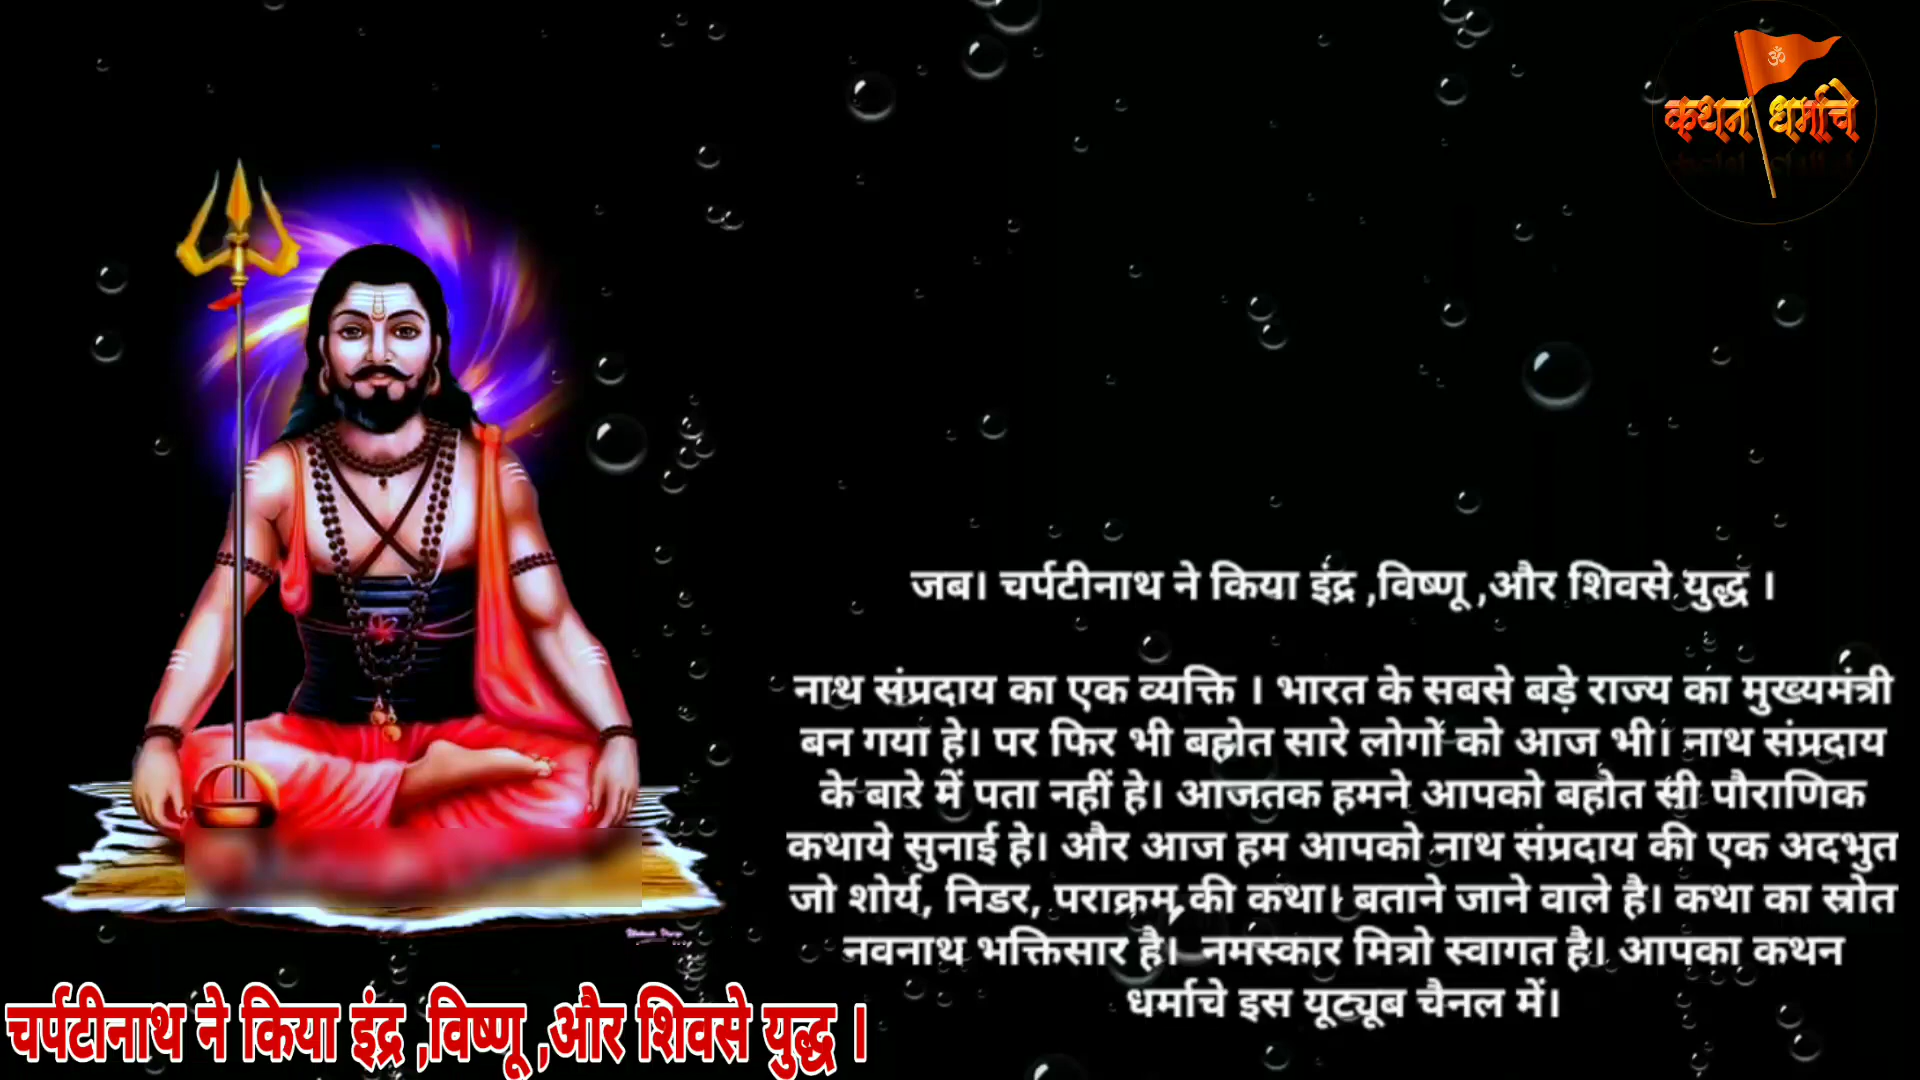 ॐ
कथन धर्माचे
जब। चर्पटीनाथ ने किया इंद्र ,विष्णू ,और शिवसे युद्ध ।
नाथ संप्रदाय का एक व्यक्ति । भारत के सबसे बड़े राज्य का मुख्यमंत्री
बन गया हे। पर फिर भी बहोत सारे लोगों को आज भी। नाथ संप्रदाय
के बारे में पता नहीं हे। आजतक हमने आपको बहोत सी पौराणिक
कथाये सुनाई हे। और आज हम आपको नाथ संप्रदाय की एक अदभुत
जो शोर्य, निडर, पराक्रम की कथा। बताने जाने वाले है। कथा का स्रोत
नवनाथ भक्तिसार है। नमस्कार मित्रो स्वागत है। आपका कथन
धर्माचे इस यूट्यूब चैनल में।
चर्पटीनाथ ने किया इंद्र ,विष्णू ,और शिवसे युद्ध ।